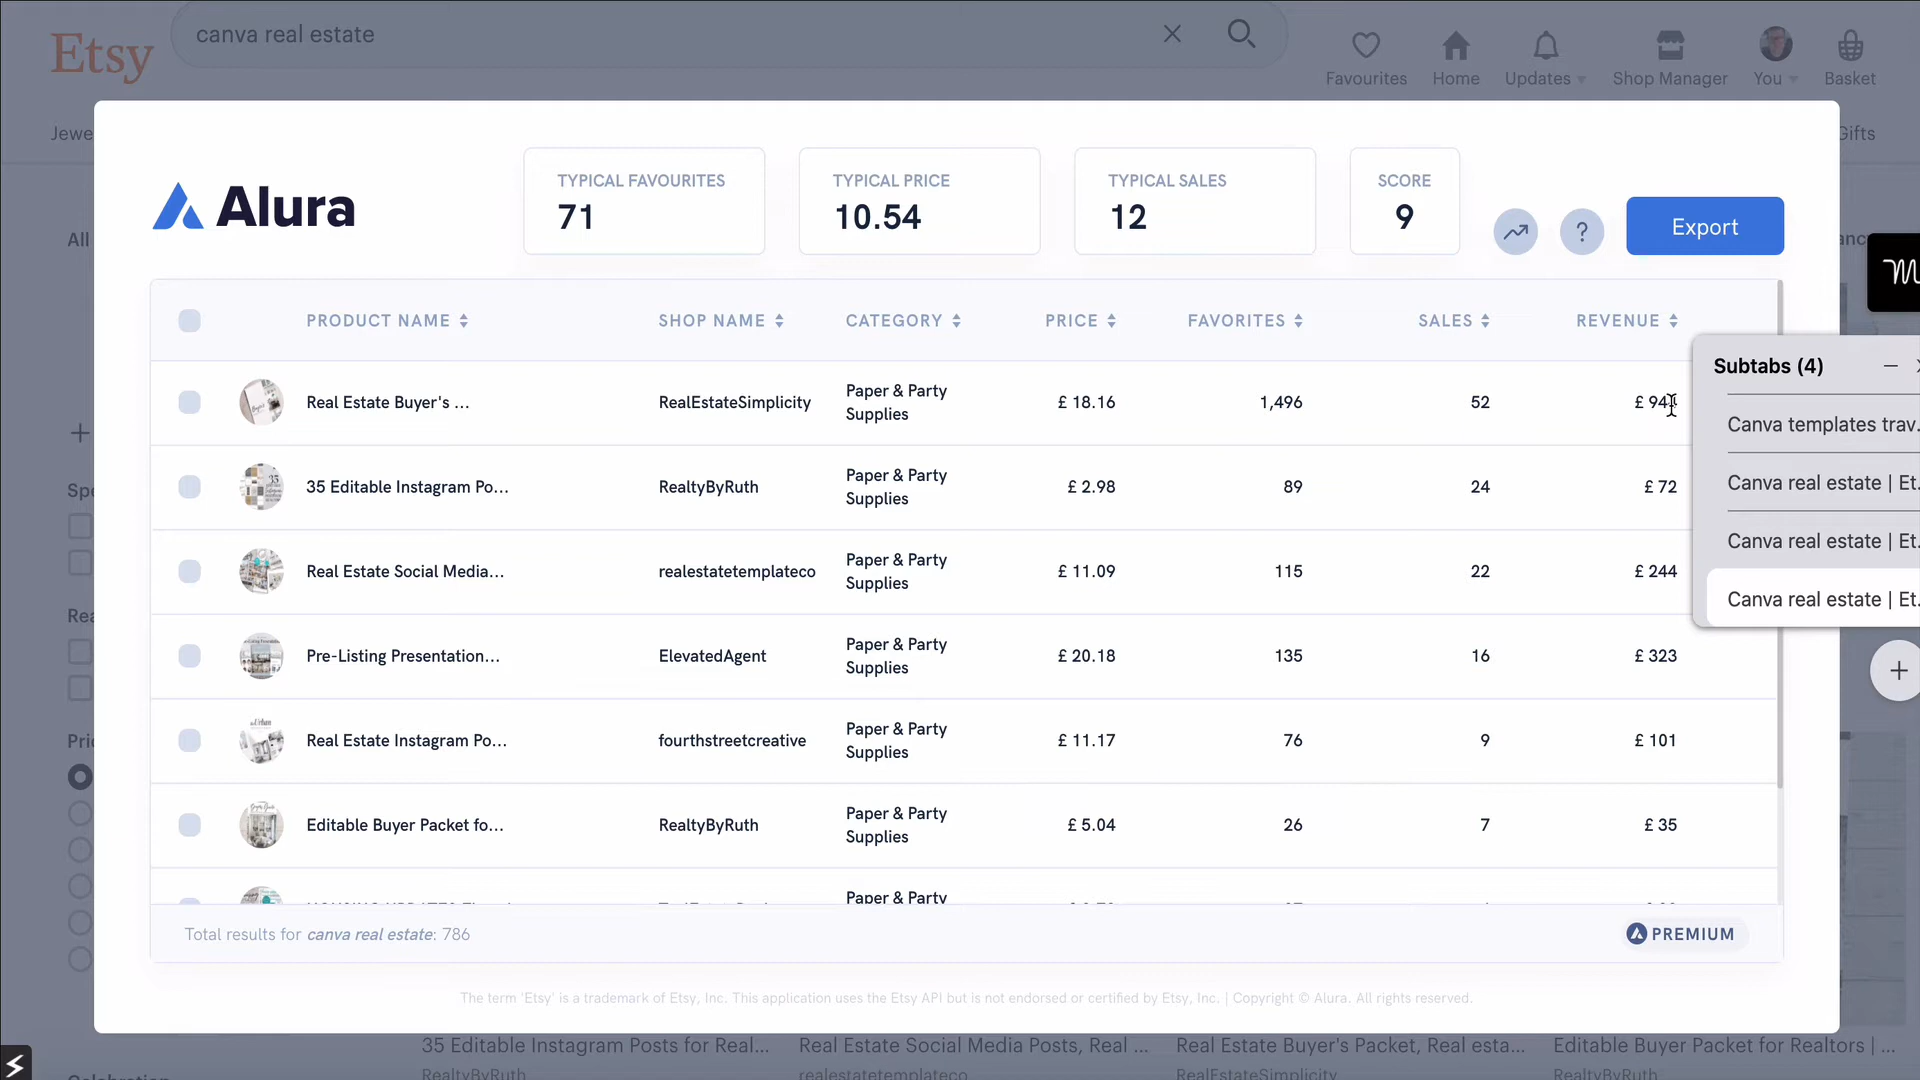 Etsy
canva real estate
Favourites
Home
Updates
Shop Manager
You
Basket
Jewe
Gifts
All
Alura
TYPICAL FAVOURITES
71
TYPICAL PRICE
10.54
TYPICAL SALES
12
SCORE
9
?
Export
PRODUCT NAME SHOP NAME CATEGORY PRICE FAVORITES SALES REVENUE
Real Estate Buyer's ... RealEstateSimplicity Paper & Party Supplies £ 18.16 1,496 52
35 Editable Instagram Po... RealtyByRuth Paper & Party Supplies £ 2.98 89 24 £ 72
Real Estate Social Media... realestatetemplateco Paper & Party Supplies £ 11.09 115 22 £ 244
Pre-Listing Presentation... ElevatedAgent Paper & Party Supplies £ 20.18 135 16 £ 323
Real Estate Instagram Po... fourthstreetcreative Paper & Party Supplies £ 11.17 76 9 £ 101
Editable Buyer Packet fo... RealtyByRuth Paper & Party Supplies £ 5.04 26 7 £ 35
Paper & Party
Total results for canva real estate: 786
PREMIUM
The term 'Etsy' is a trademark of Etsy, Inc. This application uses the Etsy API but is not endorsed or certified by Etsy, Inc. | Copyright © Alura. All rights reserved.
Subtabs (4)
Canva templates trav.
Canva real estate | Et.
Canva real estate | Et.
Canva real estate | Et.
Spe
Rea
Pric
35 Editable Instagram Posts for Real...
RealtyByRuth
Real Estate Social Media Posts, Real ...
realestatetemplateco
Real Estate Buyer's Packet, Real esta...
RealEstateSimplicity
Editable Buyer Packet for Realtors | ...
RealtyByRuth
Celebration